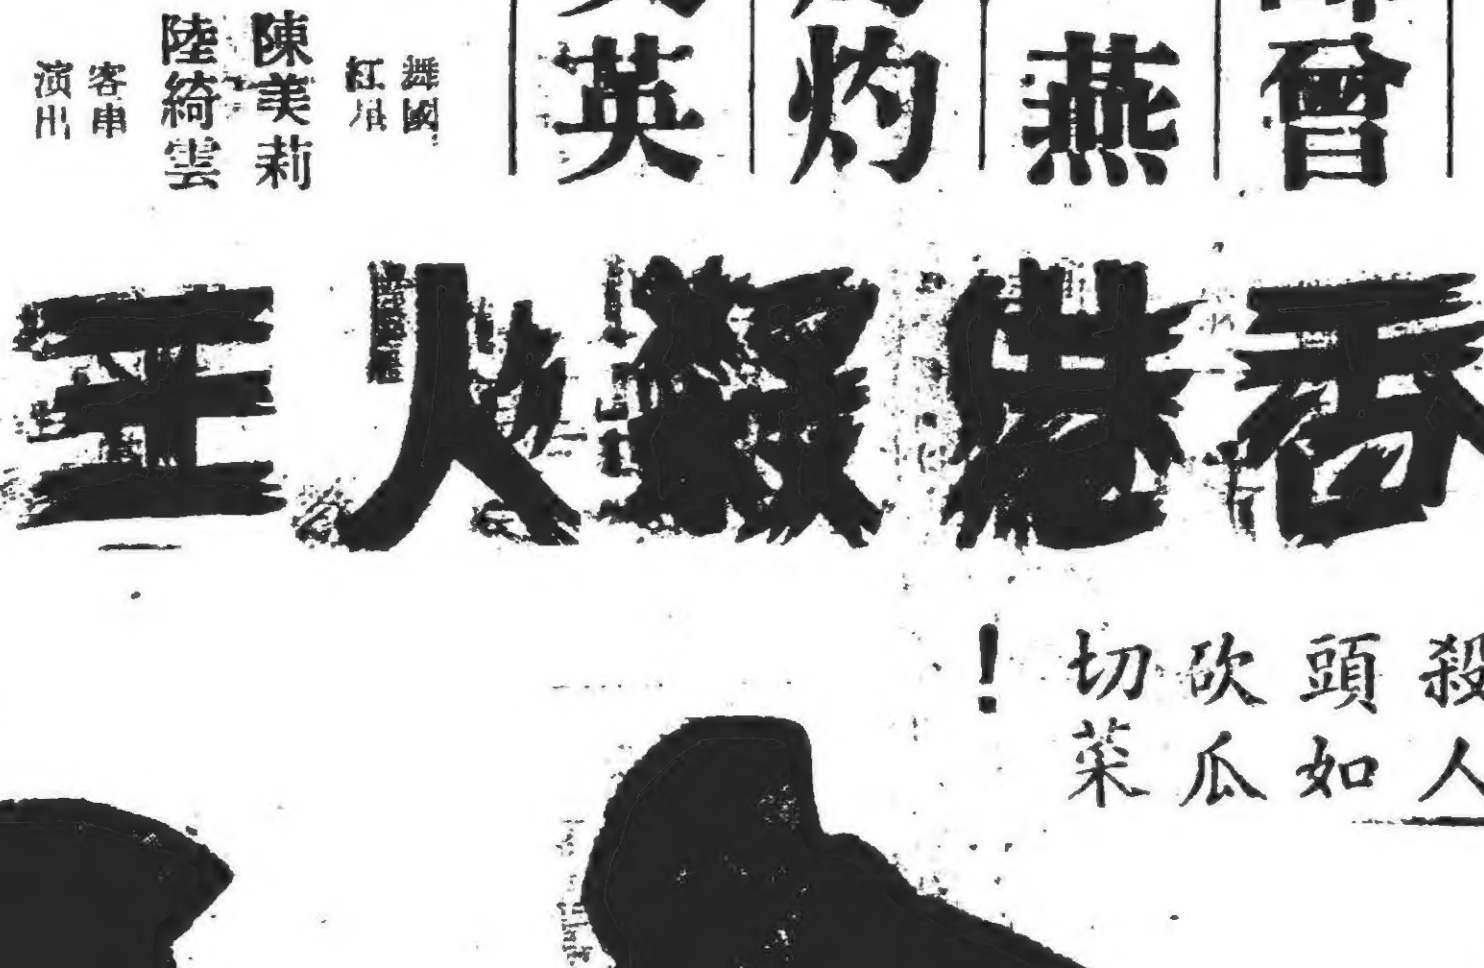 曾
燕
灼
英
舞國
紅星
陳美莉
陸綺雲
客串
演出
香港殺人王
殺人
頭如
砍瓜
切菜
!